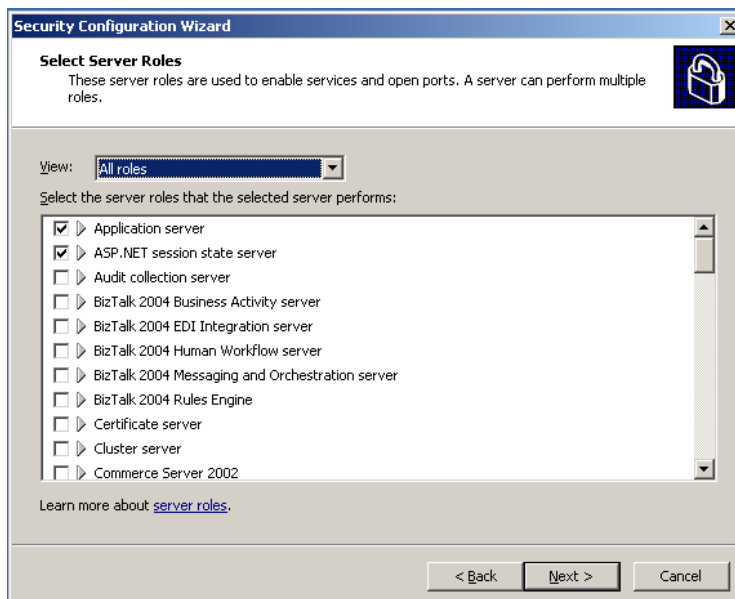 Security Configuration Wizard
Select Server Roles
These server roles are used to enable services and open ports. A server can perform multiple
roles.
View: All roles
Select the server roles that the selected server performs:
Application server
ASP.NET session state server
Audit collection server
BizTalk 2004 Business Activity server
BizTalk 2004 EDI Integration server
BizTalk 2004 Human Workflow server
BizTalk 2004 Messaging and Orchestration server
BizTalk 2004 Rules Engine
Certificate server
Cluster server
Commerce Server 2002
Learn more about server roles.
< Back Next > Cancel